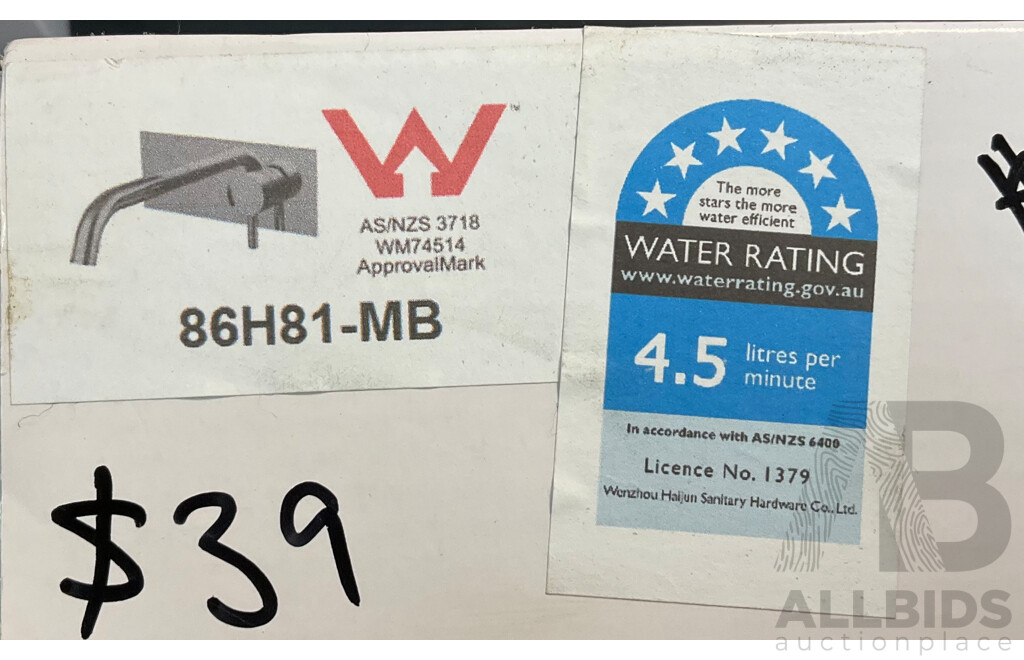 TM
AS/NZS 3718
WM74514
ApprovalMark
86H81-MB
$39
The more
stars the more
water efficient
WATER RATING
www.waterrating.gov.au
4.5 litres per
minute
In accordance with AS/NZS 6400
Licence No. 1379
Wenzhou Haijun Sanitary Hardware Co., Ltd.
AB
ALLBIDS
auctionplace